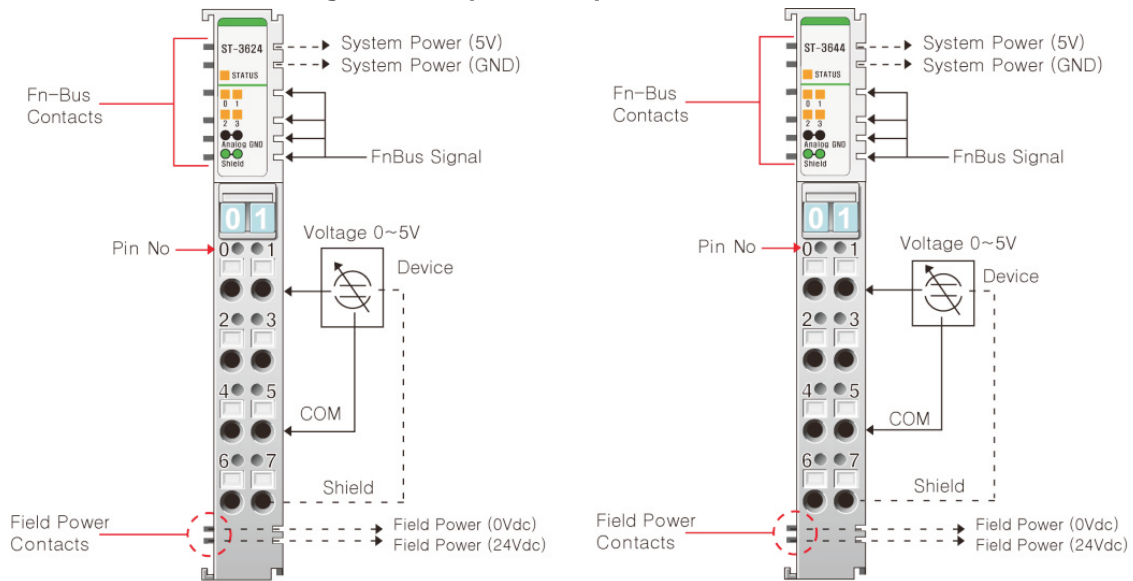 ST-3624
STATUS
0 1
2 3
Analog GND
Shield
System Power (5V)
System Power (GND)
Fn-Bus
Contacts
FnBus Signal
01
Pin No
Voltage 0~5V
Device
0 1
2 3
4 5
6 7
COM
Shield
Field Power
Contacts
Field Power (0Vdc)
Field Power (24Vdc)
ST-3644
STATUS
0 1
2 3
Analog GND
Shield
System Power (5V)
System Power (GND)
Fn-Bus
Contacts
FnBus Signal
01
Pin No
Voltage 0~5V
Device
0 1
2 3
4 5
6 7
COM
Shield
Field Power
Contacts
Field Power (0Vdc)
Field Power (24Vdc)